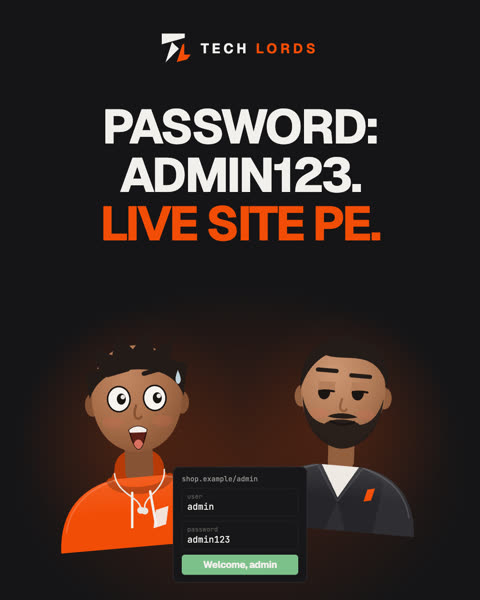 TECH LORDS
PASSWORD:
ADMIN123.
LIVE SITE PE.
shop.example/admin
user
admin
password
admin123
Welcome, admin